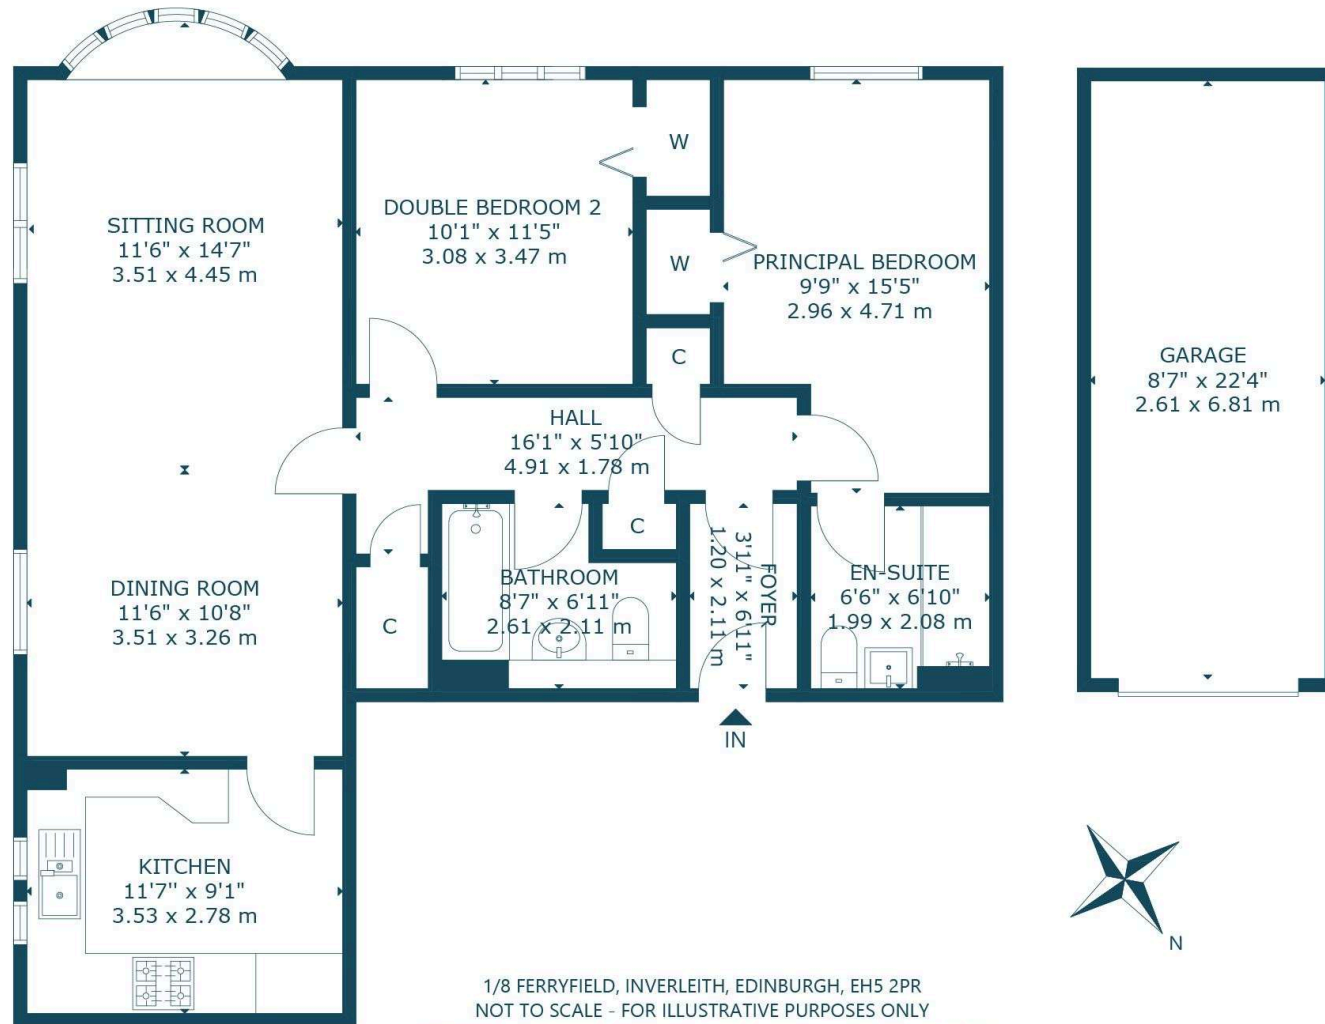 SITTING ROOM
11'6" x 14'7"
3.51 x 4.45 m
DOUBLE BEDROOM 2
10'1" x 11'5"
3.08 x 3.47 m
W
W
PRINCIPAL BEDROOM
9'9" x 15'5"
2.96 x 4.71 m
C
GARAGE
8'7" x 22'4"
2.61 x 6.81 m
HALL
16'1" x 5'10"
4.91 x 1.78 m
C
DINING ROOM
11'6" x 10'8"
3.51 x 3.26 m
C
BATHROOM
8'7" x 6'11"
2.61 x 2.11 m
FOYER
3'11" x 6'11"
1.20 x 2.11 m
EN-SUITE
6'6" x 6'10"
1.99 x 2.08 m
IN
KITCHEN
11'7'' x 9'1"
3.53 x 2.78 m
N
1/8 FERRYFIELD, INVERLEITH, EDINBURGH, EH5 2PR
NOT TO SCALE - FOR ILLUSTRATIVE PURPOSES ONLY